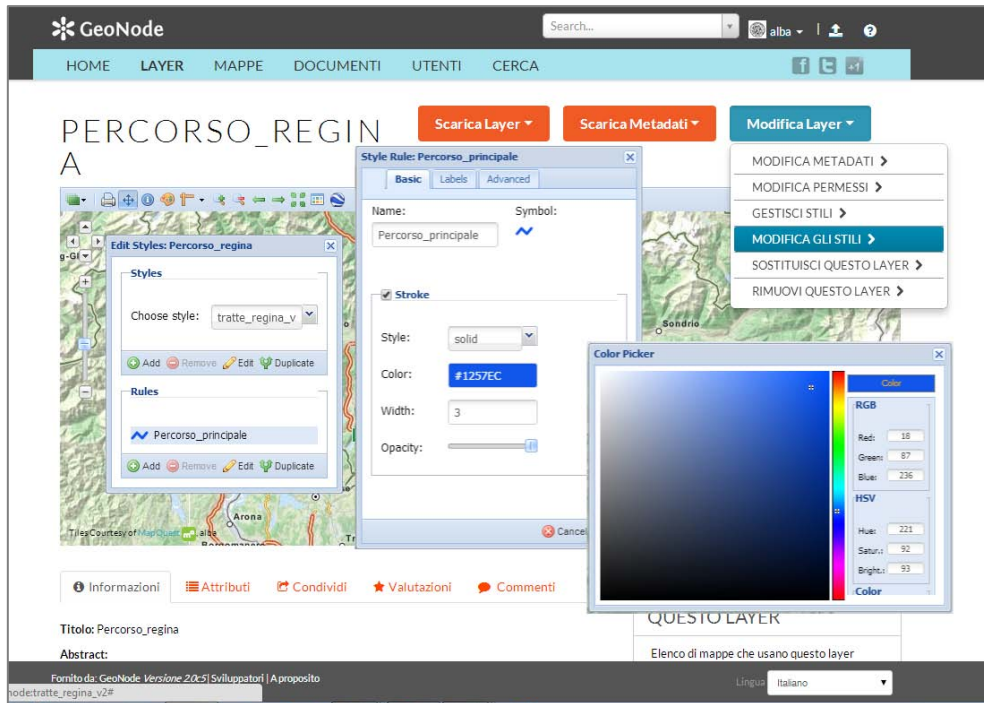 GeoNode
Search...
alba
HOME LAYER MAPPE DOCUMENTI UTENTI CERCA
PERCORSO_REGIN
A
Scarica Layer
Scarica Metadati
Modifica Layer
MODIFICA METADATI
MODIFICA PERMESSI
GESTISCI STILI
MODIFICA GLI STILI
SOSTITUISCI QUESTO LAYER
RIMUOVI QUESTO LAYER
Style Rule: Percorso_principale
Basic Labels Advanced
Name: Symbol:
Percorso_principale
Stroke
Style: solid
Color: #1257EC
Width: 3
Opacity:
Cancel
Edit Styles: Percorso_regina
Styles
Choose style: tratte_regina_v
Add Remove Edit Duplicate
Rules
Percorso_principale
Add Remove Edit Duplicate
Sondrio
Color Picker
Color
RGB
Red: 18
Green: 87
Blue: 236
HSV
Hue: 221
Satur.: 92
Bright.: 93
Color
Arona
Tiles Courtesy of MapQuest
Informazioni Attributi Condividi Valutazioni Commenti
Titolo: Percorso_regina
Abstract:
QUESTO LAYER
Elenco di mappe che usano questo layer
Fornito da: GeoNode Versione 2.0c5 | Sviluppatori | A proposito
Lingua Italiano
node:tratte_regina_v2#